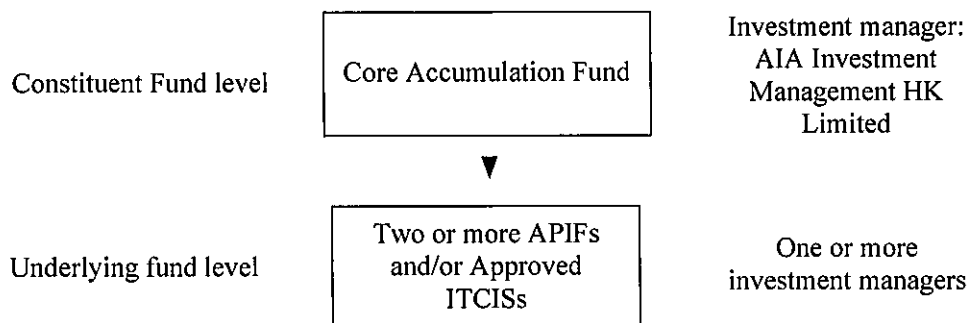 Constituent Fund level
Core Accumulation Fund
Investment manager:
AIA Investment
Management HK
Limited
Underlying fund level
Two or more APIFs
and/or Approved
ITCISs
One or more
investment managers